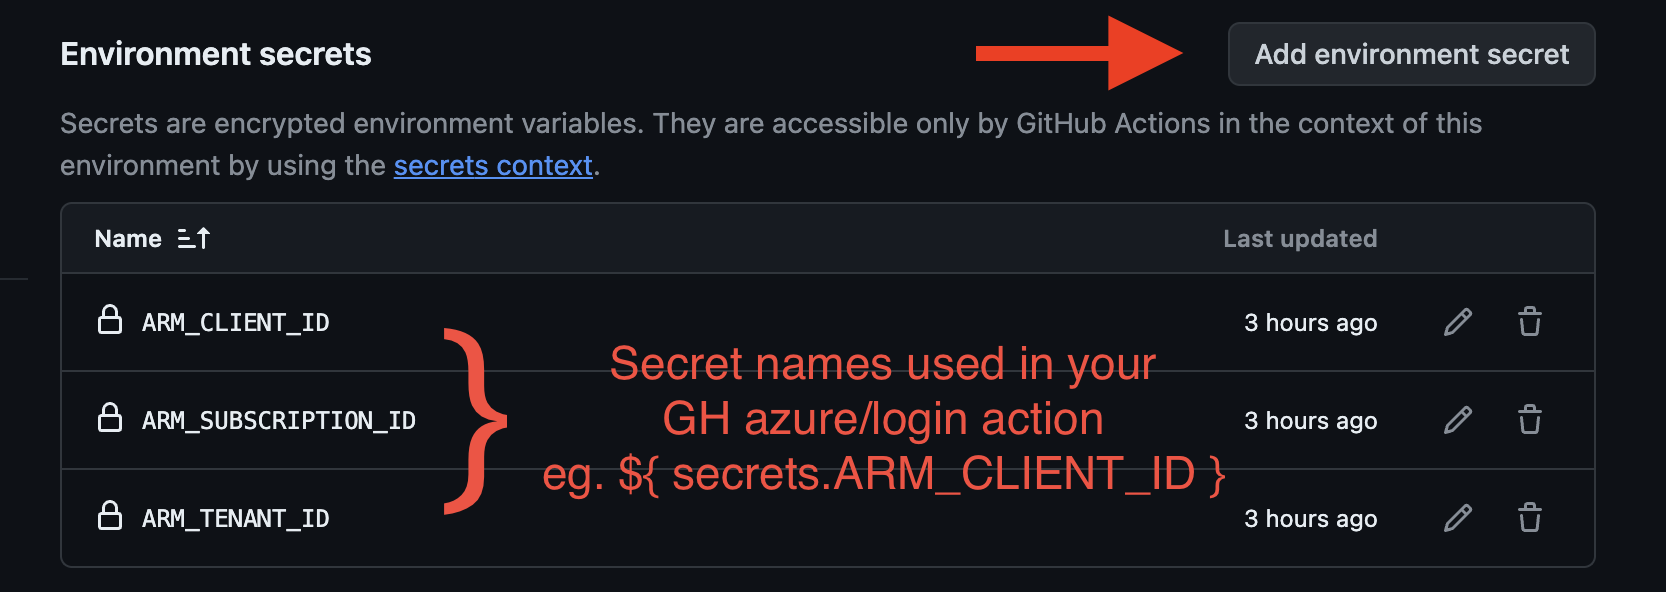 Environment secrets
Add environment secret
Secrets are encrypted environment variables. They are accessible only by GitHub Actions in the context of this
environment by using the secrets context.
Name
Last updated
ARM_CLIENT_ID
3 hours ago
Secret names used in your
GH azure/login action
eg. ${ secrets.ARM_CLIENT_ID }
ARM_SUBSCRIPTION_ID
3 hours ago
ARM_TENANT_ID
3 hours ago